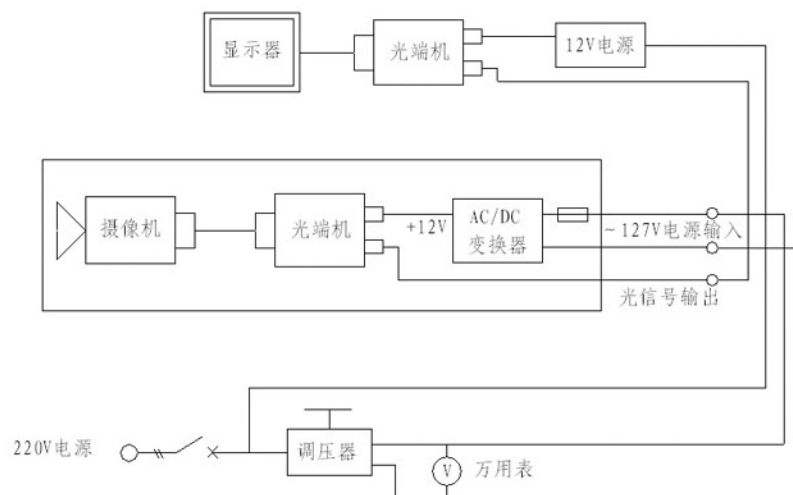 显示器
光端机
12V电源
摄像机
光端机
+12V
AC/DC
变换器
~127V电源输入
光信号输出
220V电源
调压器
V
万用表